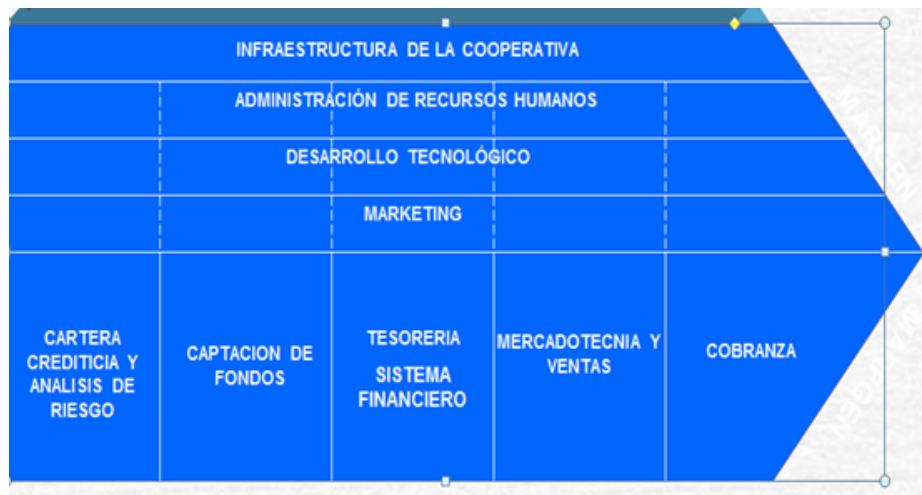 INFRAESTRUCTURA DE LA COOPERATIVA
ADMINISTRACIÓN DE RECURSOS HUMANOS
DESARROLLO TECNOLÓGICO
MARKETING
CARTERA
CREDITICIA Y
ANALISIS DE
RIESGO
CAPTACION DE
FONDOS
TESORERIA
SISTEMA
FINANCIERO
MERCADOTECNIA Y
VENTAS
COBRANZA